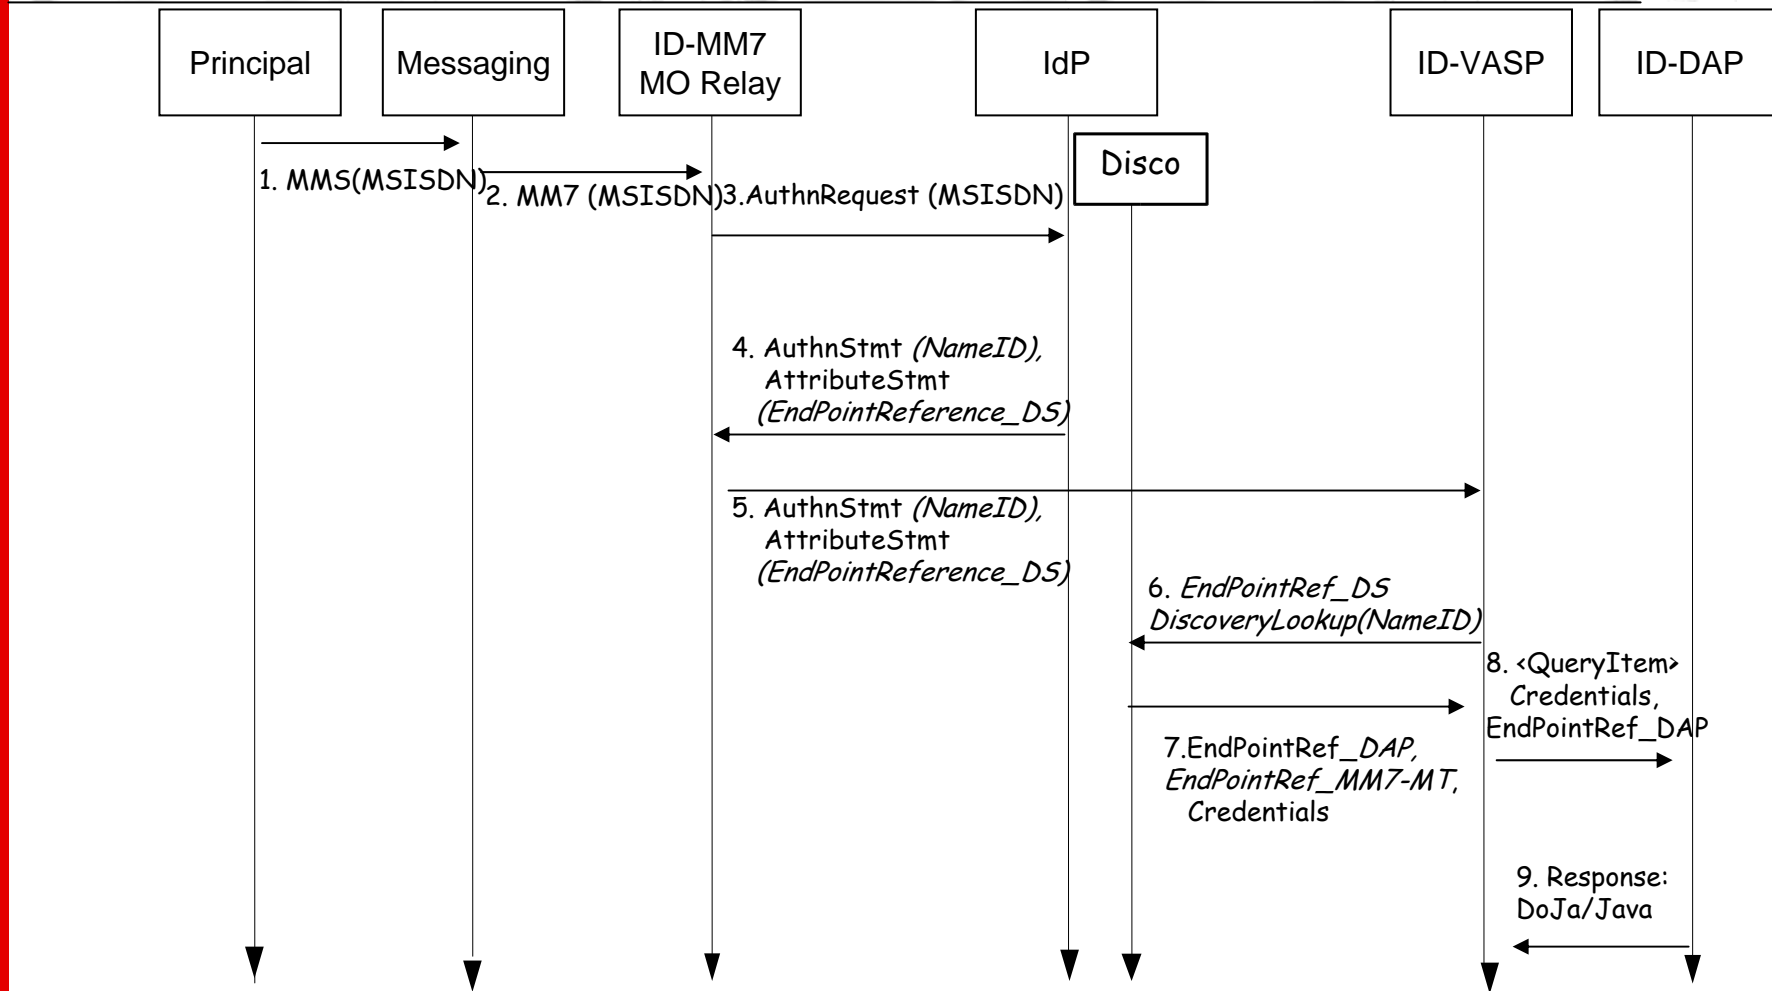 Principal
Messaging
ID-MM7
MO Relay
IdP
ID-VASP
ID-DAP
Disco
1. MMS(MSISDN)
2. MM7 (MSISDN)
3.AuthnRequest (MSISDN)
4. AuthnStmt (NameID),
AttributeStmt
(EndPointReference_DS)
5. AuthnStmt (NameID),
AttributeStmt
(EndPointReference_DS)
6. EndPointRef_DS
DiscoveryLookup(NameID)
7.EndPointRef_DAP,
EndPointRef_MM7-MT,
Credentials
8. <QueryItem>
Credentials,
EndPointRef_DAP
9. Response:
DoJa/Java